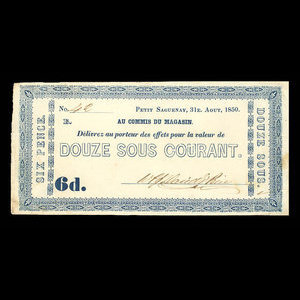 No. 42 Petit Saguenay, 31z. Aout, 1850.
AU COMMIS DU MAGASIN.
Délivrez au porteur des effets pour la valeur de
DOUZE SOUS COURANT.
6d.
SIX PENCE
DOUZE SOUS.